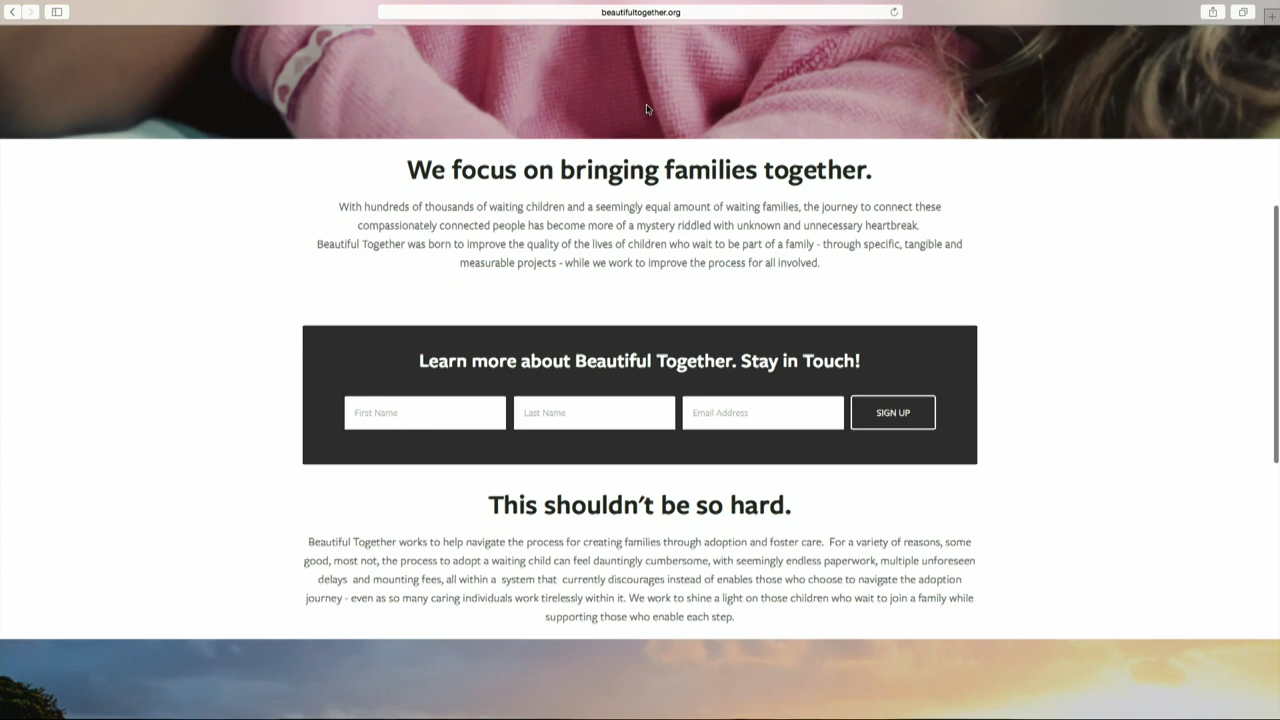 beautifultogether.org
We focus on bringing families together.
With hundreds of thousands of waiting children and a seemingly equal amount of waiting families, the journey to connect these
compassionately connected people has become more of a mystery riddled with unknown and unnecessary heartbreak.
Beautiful Together was born to improve the quality of the lives of children who wait to be part of a family - through specific, tangible and
measurable projects - while we work to improve the process for all involved.
Learn more about Beautiful Together. Stay in Touch!
First Name Last Name Email Address SIGN UP
This shouldn't be so hard.
Beautiful Together works to help navigate the process for creating families through adoption and foster care. For a variety of reasons, some
good, most not, the process to adopt a waiting child can feel dauntingly cumbersome, with seemingly endless paperwork, multiple unforeseen
delays and mounting fees, all within a system that currently discourages instead of enables those who choose to navigate the adoption
journey - even as so many caring individuals work tirelessly within it. We work to shine a light on those children who wait to join a family while
supporting those who enable each step.